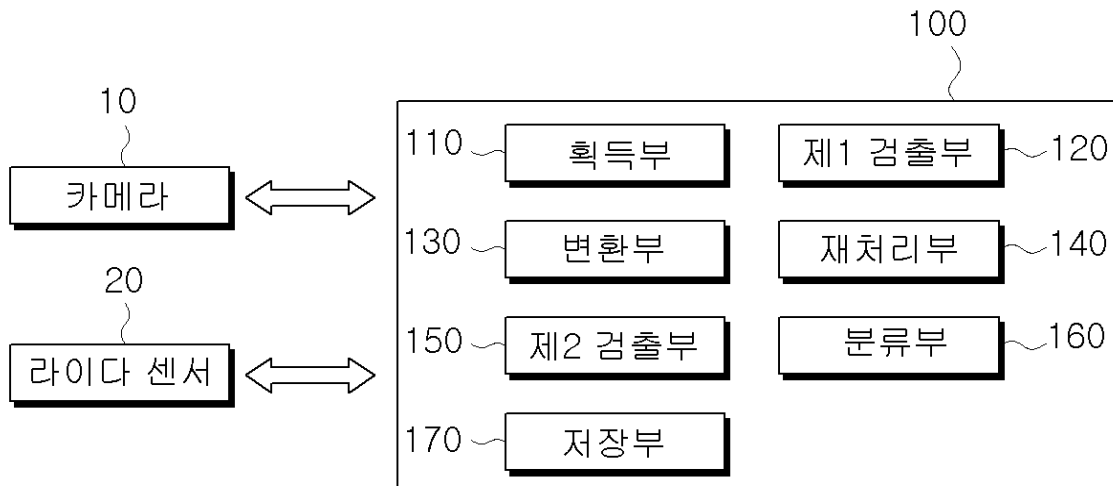 100
10
110 획득부 제1 검출부 120
카메라
130 변환부 재처리부 140
20
150 제2 검출부 분류부 160
라이다 센서
170 저장부